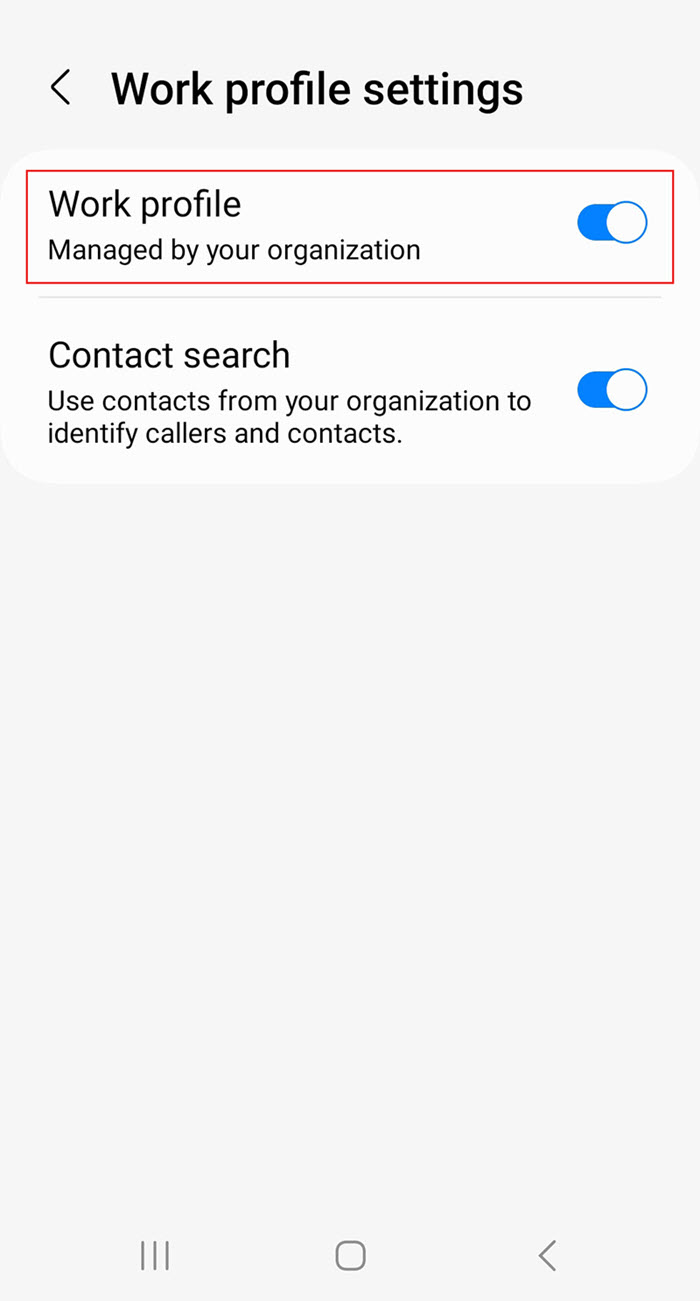 Work profile settings
Work profile
Managed by your organization
Contact search
Use contacts from your organization to
identify callers and contacts.